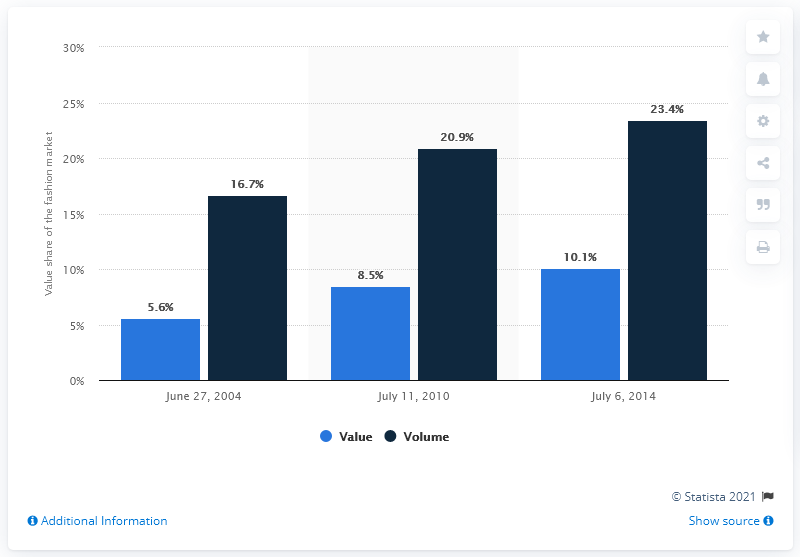 30%
25%
20%
15%
10%
5%
0%
Value share of the fashion market
5.6%
16.7%
8.5%
20.9%
10.1%
23.4%
June 27, 2004
July 11, 2010
July 6, 2014
Value
Volume
© Statista 2021
Additional Information
Show source